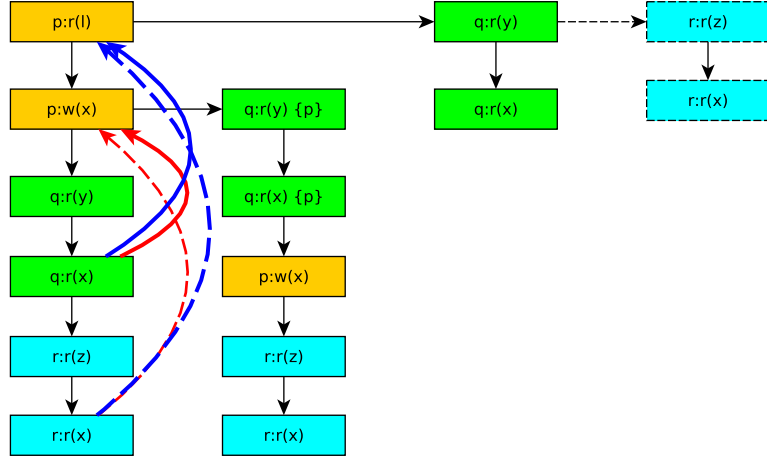 p:r(l)
q:r(y)
r:r(z)
p:w(x)
q:r(y) {p}
q:r(x)
r:r(x)
q:r(y)
q:r(x) {p}
q:r(x)
p:w(x)
r:r(z)
r:r(z)
r:r(x)
r:r(x)